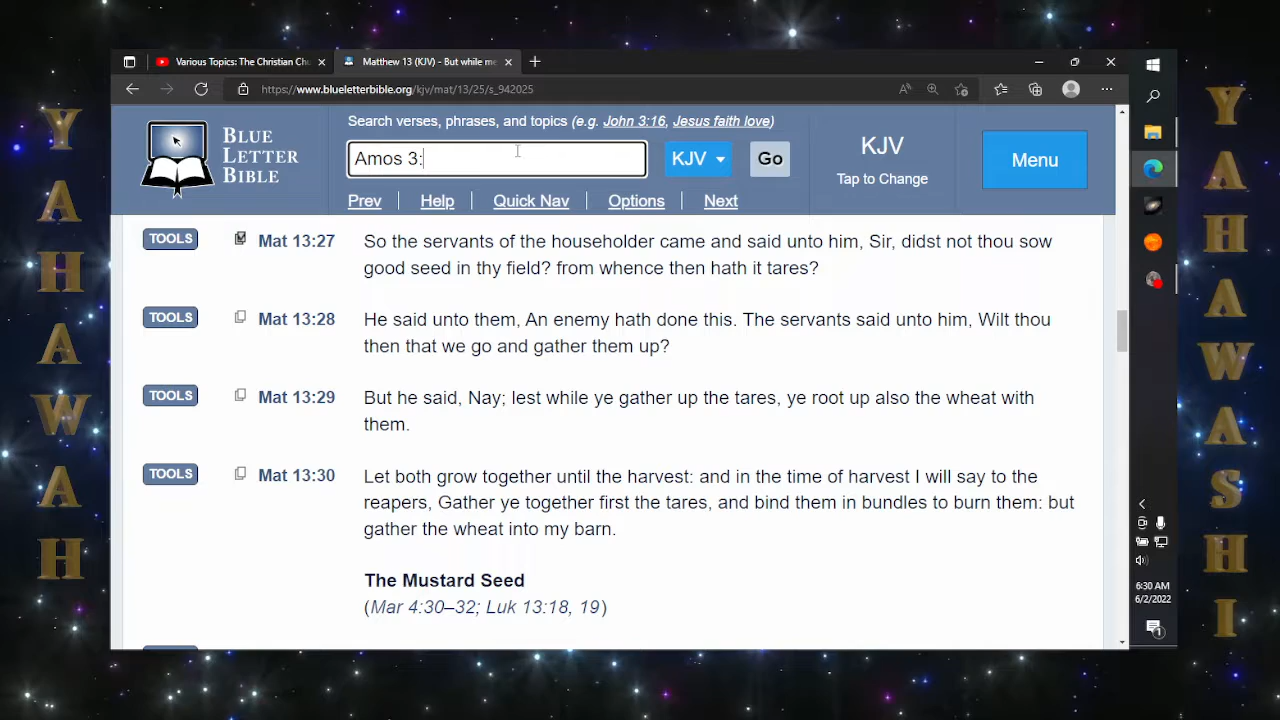 Various Topics: The Christian Chu
Matthew 13 (KJV) - But while me
https://www.blueletterbible.org/kjv/mat/13/25/s_942025
BLUE
LETTER
BIBLE
Search verses, phrases, and topics (e.g. John 3:16, Jesus faith love)
Amos 3:
KJV
Go
Prev
Help
Quick Nav
Options
Next
KJV
Tap to Change
Menu
TOOLS
Mat 13:27
So the servants of the householder came and said unto him, Sir, didst not thou sow
good seed in thy field? from whence then hath it tares?
TOOLS
Mat 13:28
He said unto them, An enemy hath done this. The servants said unto him, Wilt thou
then that we go and gather them up?
TOOLS
Mat 13:29
But he said, Nay; lest while ye gather up the tares, ye root up also the wheat with
them.
TOOLS
Mat 13:30
Let both grow together until the harvest: and in the time of harvest I will say to the
reapers, Gather ye together first the tares, and bind them in bundles to burn them: but
gather the wheat into my barn.
The Mustard Seed
(Mar 4:30–32; Luk 13:18, 19)
6:30 AM
6/2/2022
1
Y
A
H
A
W
A
H
Y
A
H
A
W
A
S
H
I